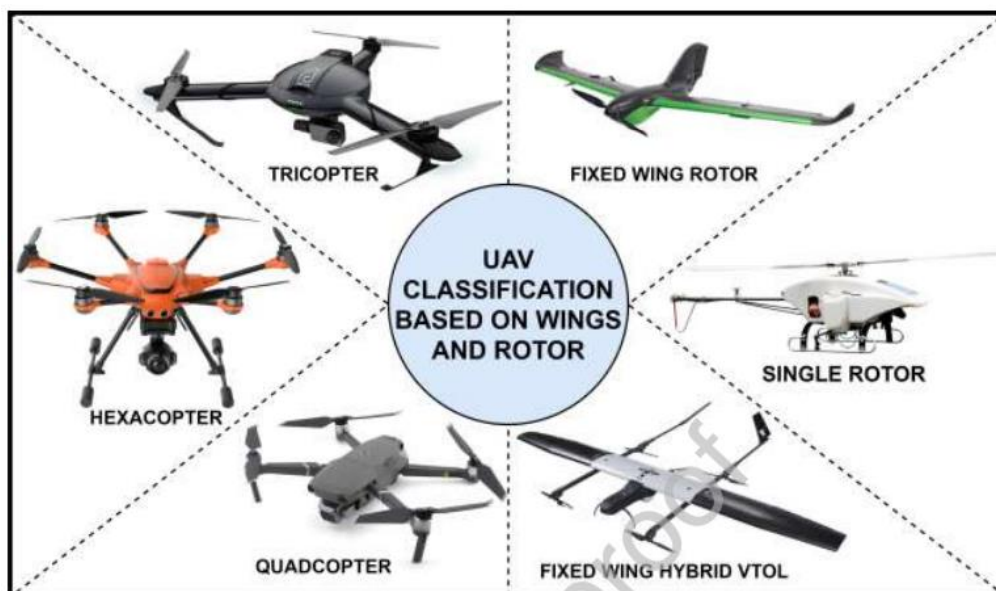 TRICOPTER
FIXED WING ROTOR
UAV
CLASSIFICATION
BASED ON WINGS
AND ROTOR
HEXACOPTER
SINGLE ROTOR
QUADCOPTER
FIXED WING HYBRID VTOL
proof